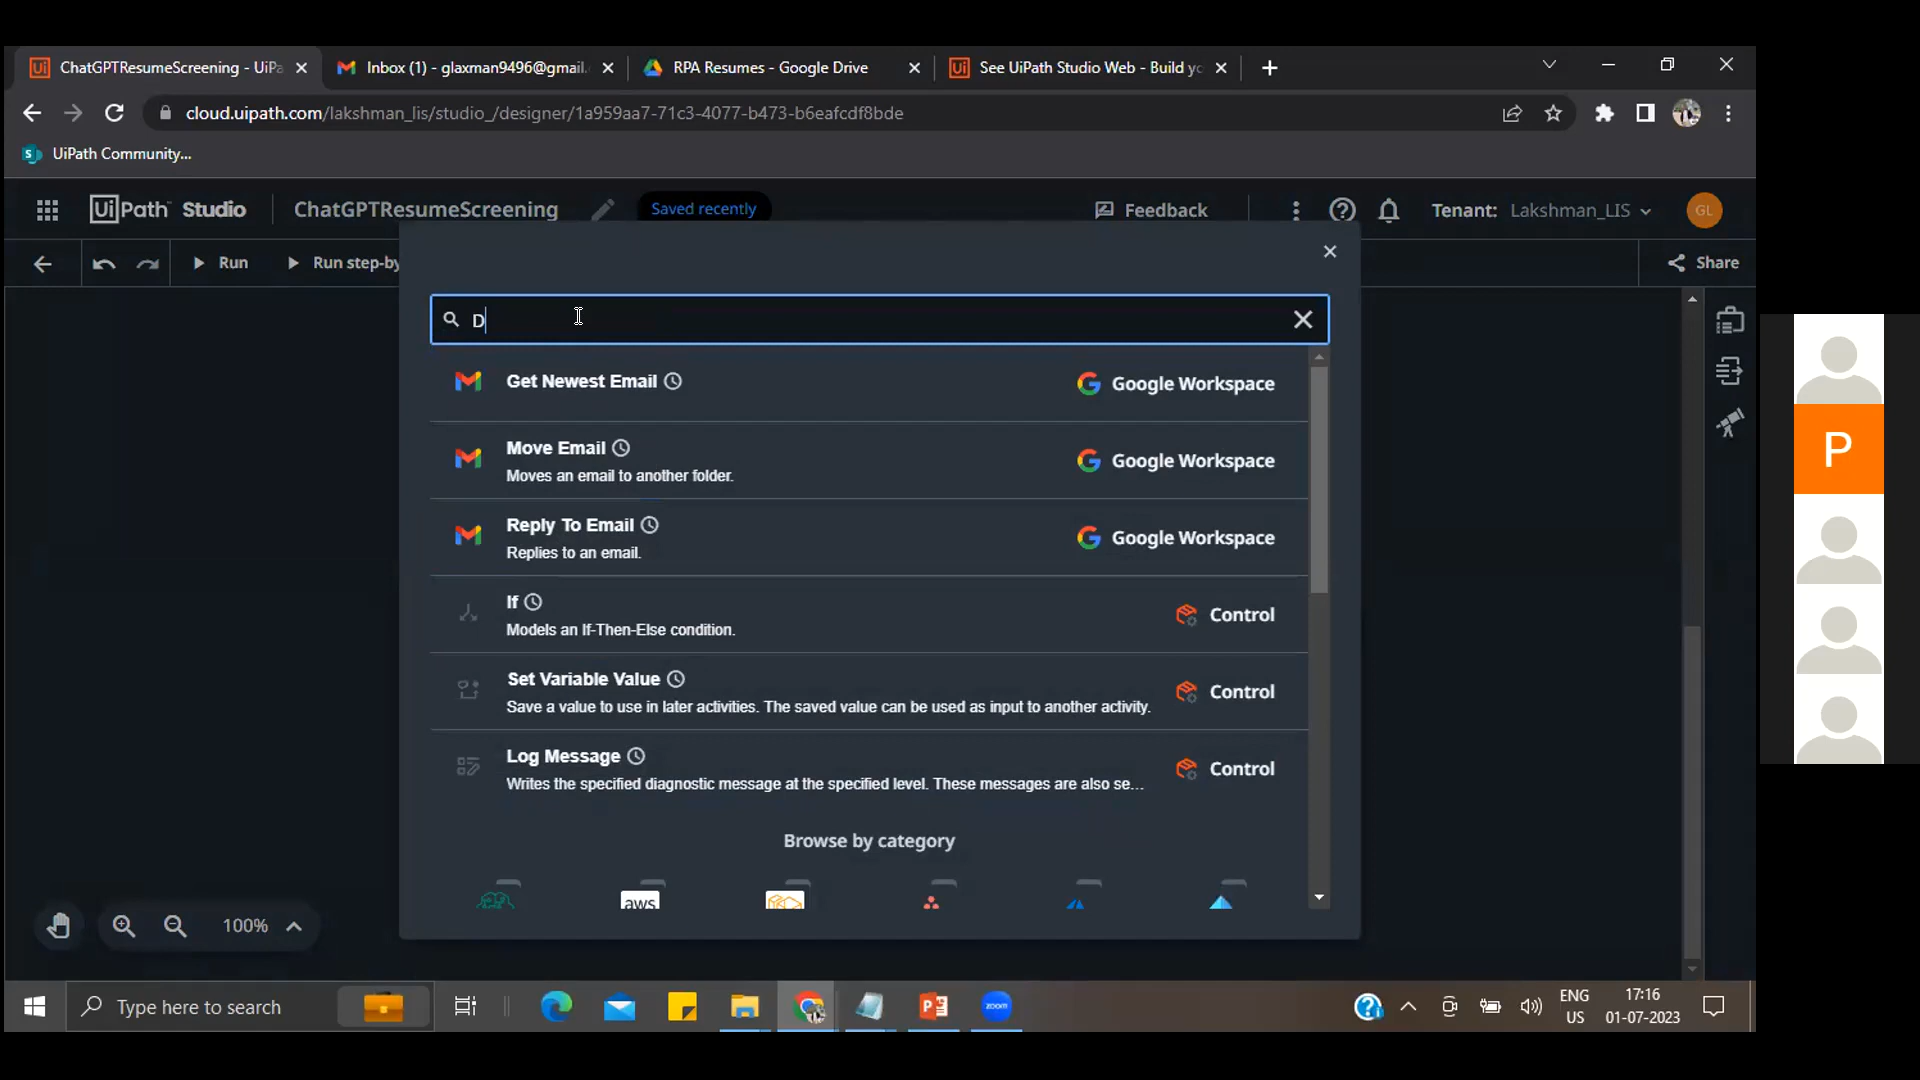 ChatGPTResumeScreening - UiPa
Inbox (1) - glaxman9496@gmail.
RPA Resumes - Google Drive
Ui
See UiPath Studio Web - Build yo
cloud.uipath.com/lakshman_lis/studio_/designer/1a959aa7-71c3-4077-b473-b6eafcdf8bde
S
UiPath Community...
UiPath Studio
ChatGPTResumeScreening
Saved recently
Feedback
Tenant: Lakshman_LIS
GL
Run
Run step-by
Share
D
Get Newest Email
Google Workspace
Move Email
Moves an email to another folder.
Google Workspace
Reply To Email
Replies to an email.
Google Workspace
If
Models an If-Then-Else condition.
Control
Set Variable Value
Save a value to use in later activities. The saved value can be used as input to another activity.
Control
Log Message
Writes the specified diagnostic message at the specified level. These messages are also se...
Control
Browse by category
aws
100%
P
Type here to search
zoom
ENG
US
17:16
01-07-2023